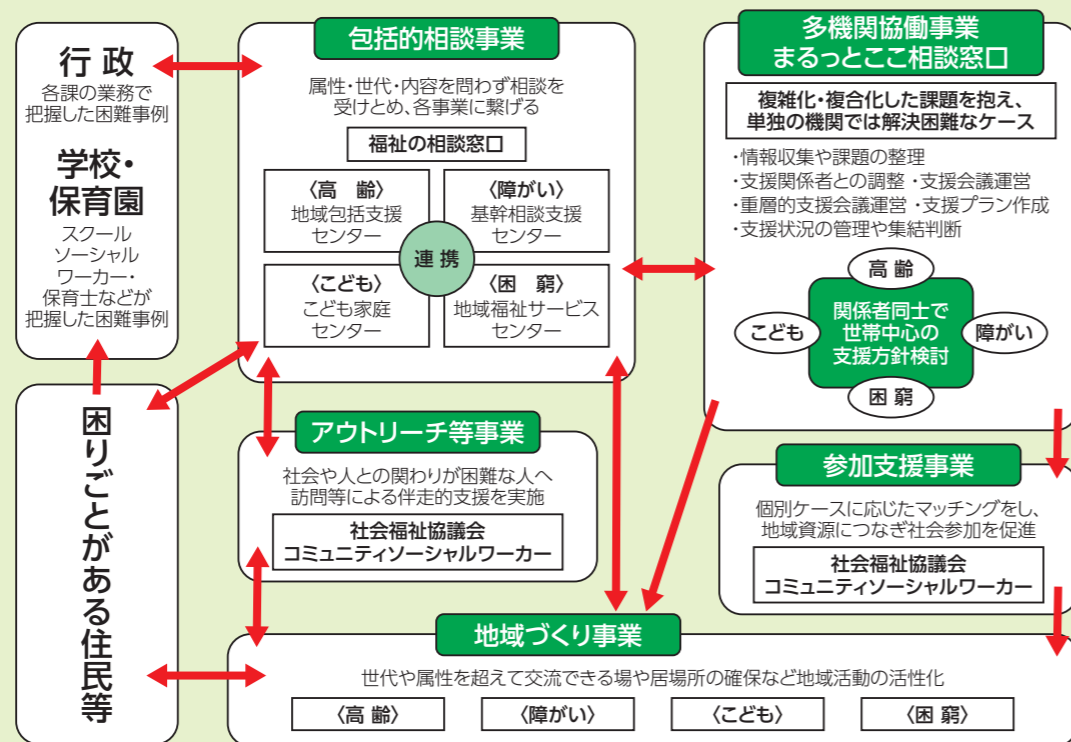 行政
各課の業務で
把握した困難事例
学校・
保育園
スクール
ソーシャル
ワーカー・
保育士などが
把握した困難事例
困りごとがある住民等
包括的相談事業
属性・世代・内容を問わず相談を
受けとめ、各事業に繋げる
福祉の相談窓口
〈高 齢〉
地域包括支援
センター
〈障がい〉
基幹相談支援
センター
連携
〈こども〉
こども家庭
センター
〈困 窮〉
地域福祉サービス
センター
アウトリーチ等事業
社会や人との関わりが困難な人へ
訪問等による伴走的支援を実施
社会福祉協議会
コミュニティソーシャルワーカー
多機関協働事業
まるっとここ相談窓口
複雑化・複合化した課題を抱え、
単独の機関では解決困難なケース
・情報収集や課題の整理
・支援関係者との調整 ・支援会議運営
・重層的支援会議運営 ・支援プラン作成
・支援状況の管理や集結判断
高 齢
こども
関係者同士で
世帯中心の
支援方針検討
障がい
困 窮
参加支援事業
個別ケースに応じたマッチングをし、
地域資源につなぎ社会参加を促進
社会福祉協議会
コミュニティソーシャルワーカー
地域づくり事業
世代や属性を超えて交流できる場や居場所の確保など地域活動の活性化
〈高 齢〉
〈障がい〉
〈こども〉
〈困 窮〉